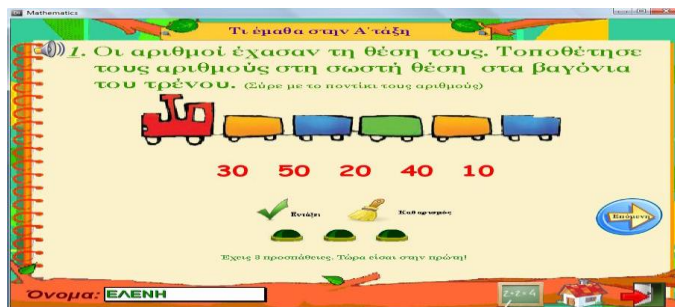 Mathematics
Τι έμαθα στην Α΄τάξη
1. Οι αριθμοί έχασαν τη θέση τους. Τοποθέτησε
τους αριθμούς στη σωστή θέση στα βαγόνια
του τρένου. (Σύρε με το ποντίκι τους αριθμούς)
30 50 20 40 10
Εντάξει Καθαρισμός
Επόμενη
Έχεις 3 προσπάθειες. Τώρα είσαι στην πρώτη!
Όνομα: ΕΛΕΝΗ